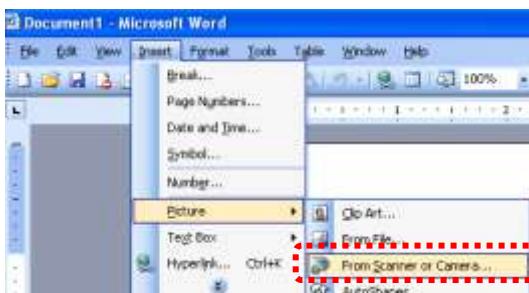 Document1 - Microsoft Word
File Edit View Insert Format Tools Table Window Help
100%
Break...
Page Numbers...
Date and Time...
Symbol...
Number...
Picture
Text Box
Hyperlink... Ctrl+K
Clip Art...
From File...
From Scanner or Camera...
AutoShapes